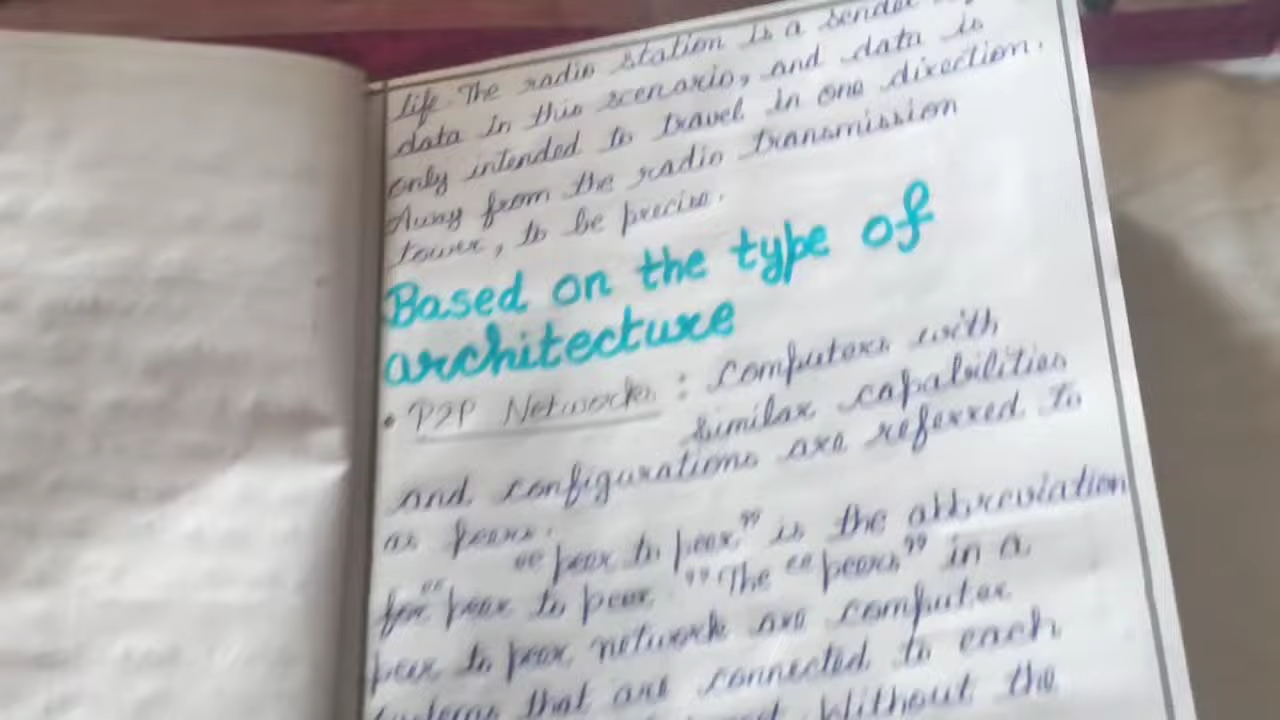 life. The radio station is a sender
data in this scenario, and data is
only intended to travel in one direction.
Away from the radio transmission
tower, to be precise.
Based on the type of
architecture
• P2P Networks : Computers with
similar capabilities
and configurations are referred to
as peers.
"peer to peer" is the abbreviation
for "peer to peer." The "peers" in a
peer to peer network are computer
systems that are connected to each
without the